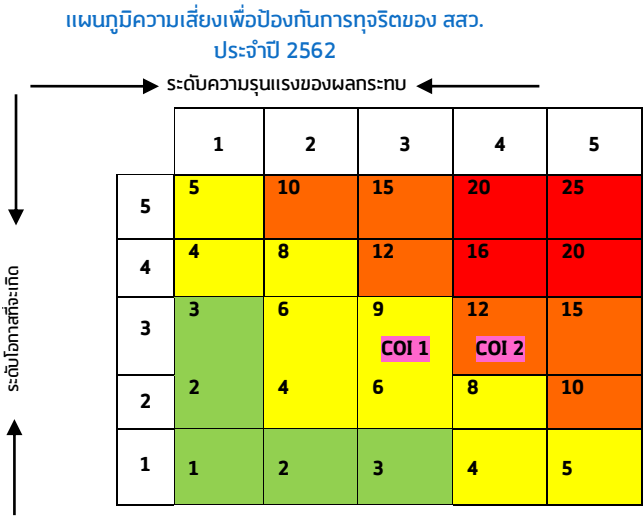 แผนภูมิความเสี่ยงเพื่อป้องกันการทุจริตของ สสว.
ประจำปี 2562
ระดับความรุนแรงของผลกระทบ
1 2 3 4 5
5 5 10 15 20 25
4 4 8 12 16 20
3 3 6 9 12 15
COI 1 COI 2
2 2 4 6 8 10
1 1 2 3 4 5
ระดับโอกาสที่จะเกิด